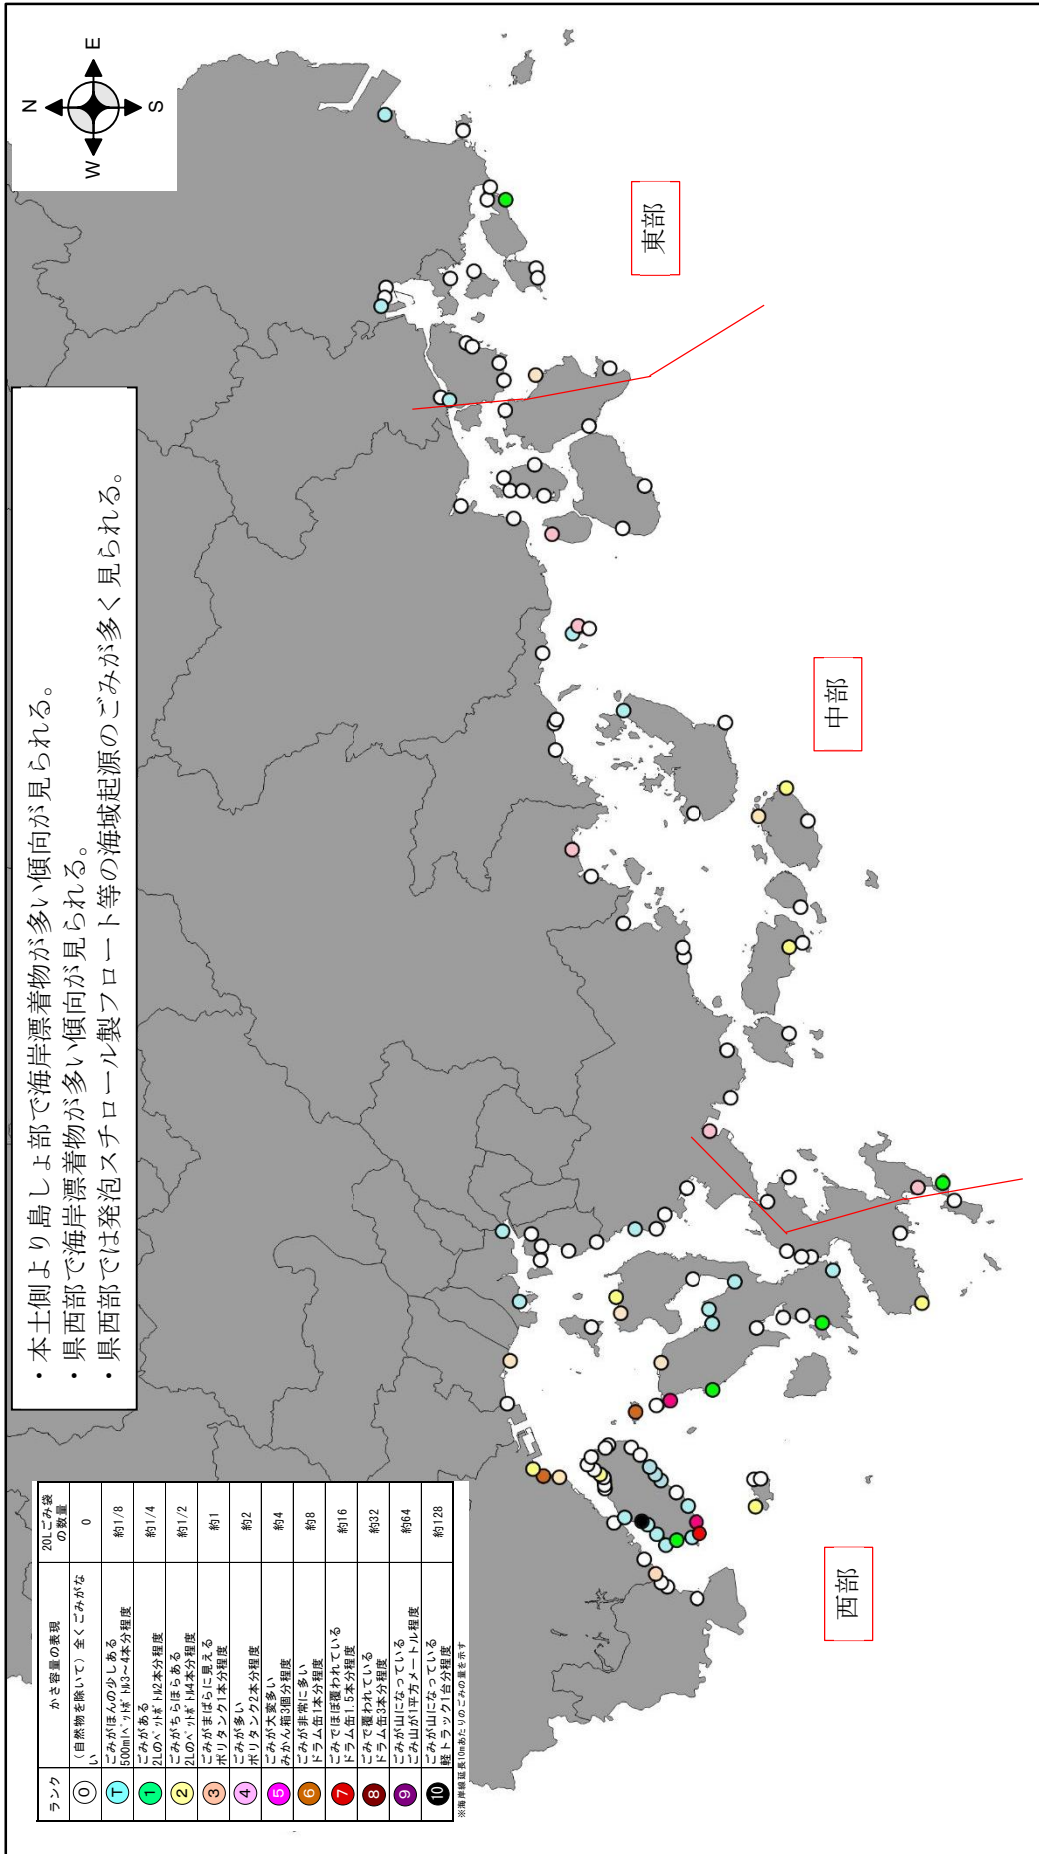 ・本土側より島しょ部で海岸漂着物が多い傾向が見られる。
・県西部で海岸漂着物が多い傾向が見られる。
・県西部では発泡スチロール製フロート等の海域起源のごみが多く見られる。
N
E
S
W
ランク かさ容量の表現 20Lごみ袋の数量
0 (自然物を除いて) 全くごみがない 0
T ごみがほんの少しある 約1/8
500mlペットボトル3~4本分程度
1 ごみがある 約1/4
2Lのペットボトル2本分程度
2 ごみがちらほらある 約1/2
2Lのペットボトル4本分程度
3 ごみがまばらに見える 約1
ポリタンク1本分程度
4 ごみが多い 約2
ポリタンク2本分程度
5 ごみが大変多い 約4
みかん箱3個分程度
6 ごみが非常に多い 約8
ドラム缶1本分程度
7 ごみでほぼ覆われている 約16
ドラム缶1.5本分程度
8 ごみで覆われている 約32
ドラム缶3本分程度
9 ごみが山になっている 約64
ごみ山が1平方メートル程度
10 ごみが山になっている 約128
軽トラック1台分程度
※海岸線延長10mあたりのごみの量を示す
西部
中部
東部